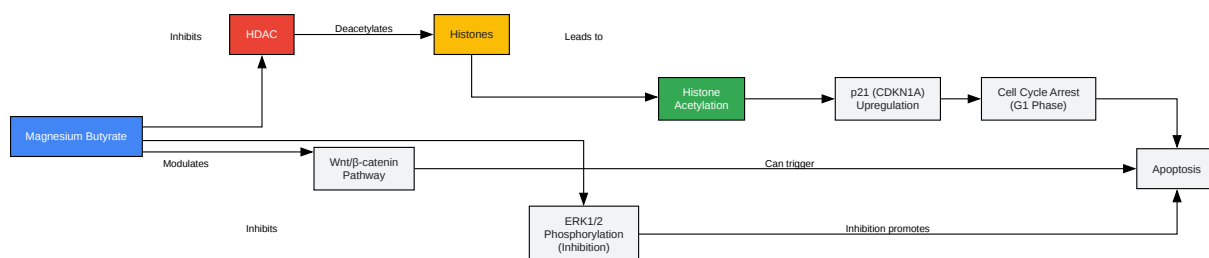 Inhibits
HDAC
Deacetylates
Histones
Leads to
Histone
Acetylation
p21 (CDKN1A)
Upregulation
Cell Cycle Arrest
(G1 Phase)
Magnesium Butyrate
Modulates
Wnt/β-catenin
Pathway
Can trigger
Apoptosis
Inhibits
ERK1/2
Phosphorylation
(Inhibition)
Inhibition promotes